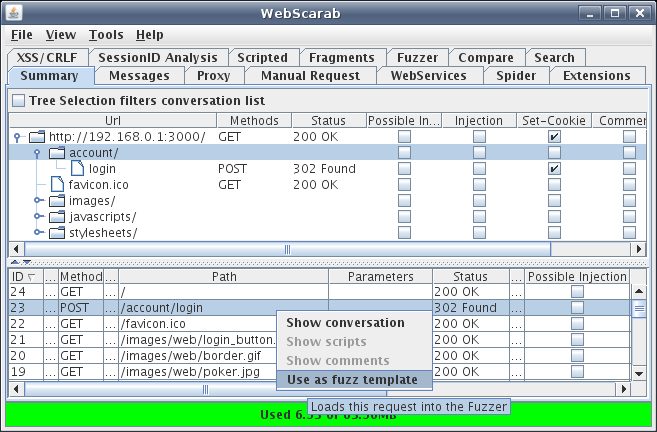 WebScarab
File View Tools Help
XSS/CRLF SessionID Analysis Scripted Fragments Fuzzer Compare Search
Summary Messages Proxy Manual Request WebServices Spider Extensions
Tree Selection filters conversation list
Url Methods Status Possible In... Injection Set-Cookie Commen
http://192.168.0.1:3000/ GET 200 OK
account/
login POST 302 Found
favicon.ico GET 200 OK
images/
javascripts/
stylesheets/
ID ... Method ... Path Parameters Status ... Possible Injection
24 ... GET ... / 200 OK ...
23 ... POST ... /account/login 302 Found ...
22 ... GET ... /favicon.ico 200 OK ...
21 ... GET ... /images/web/login_button. 200 OK ...
20 ... GET ... /images/web/border.gif 200 OK ...
19 ... GET ... /images/web/poker.jpg 200 OK ...
Show conversation
Show scripts
Show comments
Use as fuzz template
Loads this request into the Fuzzer
Used